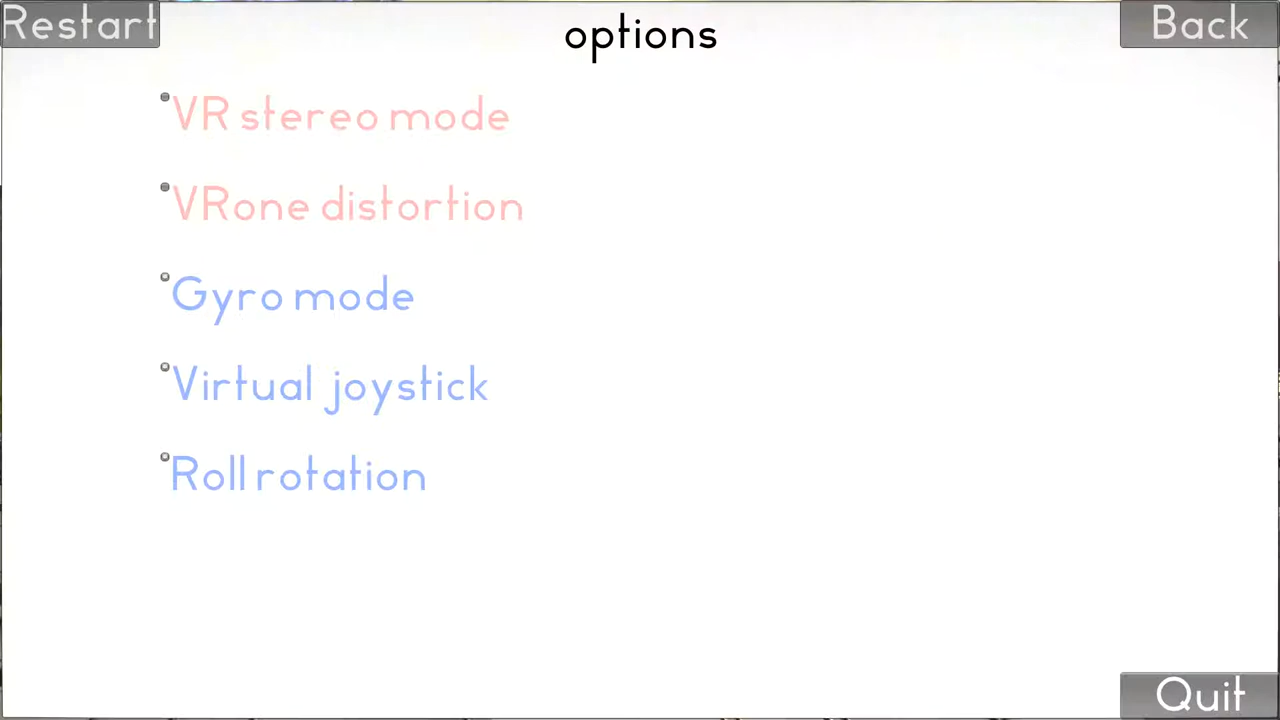 Restart
options
Back
VR stereo mode
VRone distortion
Gyro mode
Virtual joystick
Roll rotation
Quit